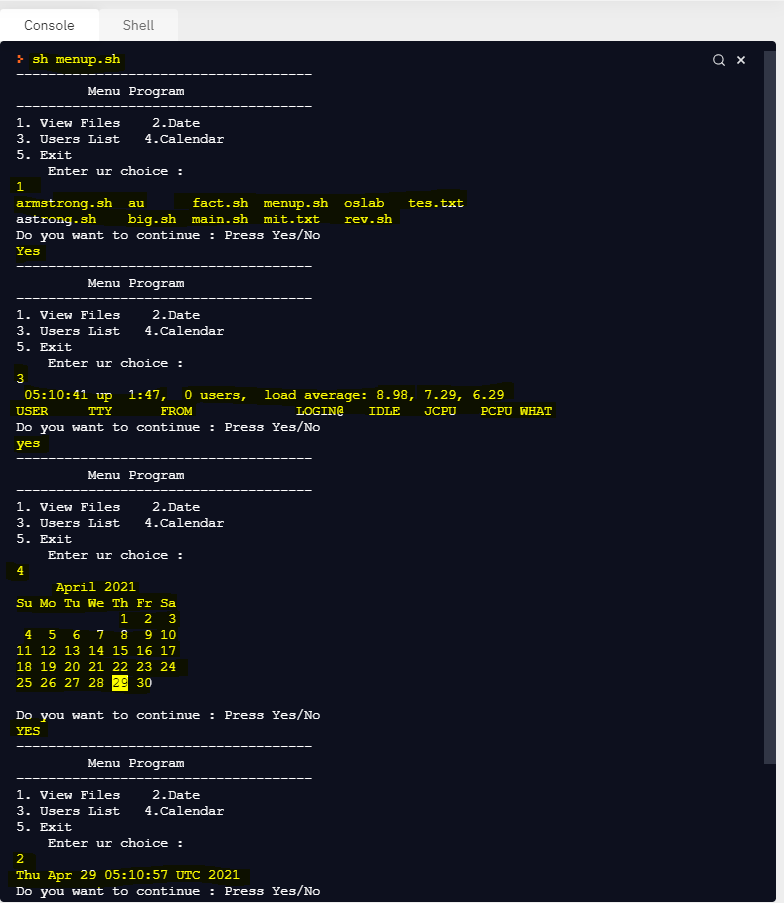 Console Shell
sh menup.sh
-------------------------------------
Menu Program
-------------------------------------
1. View Files    2.Date
3. Users List   4.Calendar
5. Exit
Enter ur choice :
1
armstrong.sh  au      fact.sh  menup.sh  oslab   tes.txt
astrong.sh    big.sh  main.sh  mit.txt   rev.sh
Do you want to continue : Press Yes/No
Yes
-------------------------------------
Menu Program
-------------------------------------
1. View Files    2.Date
3. Users List   4.Calendar
5. Exit
Enter ur choice :
3
05:10:41 up  1:47,  0 users,  load average: 8.98, 7.29, 6.29
USER     TTY      FROM             LOGIN@   IDLE   JCPU   PCPU WHAT
Do you want to continue : Press Yes/No
yes
-------------------------------------
Menu Program
-------------------------------------
1. View Files    2.Date
3. Users List   4.Calendar
5. Exit
Enter ur choice :
4
April 2021
Su Mo Tu We Th Fr Sa
1  2  3
4  5  6  7  8  9 10
11 12 13 14 15 16 17
18 19 20 21 22 23 24
25 26 27 28 29 30
Do you want to continue : Press Yes/No
YES
-------------------------------------
Menu Program
-------------------------------------
1. View Files    2.Date
3. Users List   4.Calendar
5. Exit
Enter ur choice :
2
Thu Apr 29 05:10:57 UTC 2021
Do you want to continue : Press Yes/No